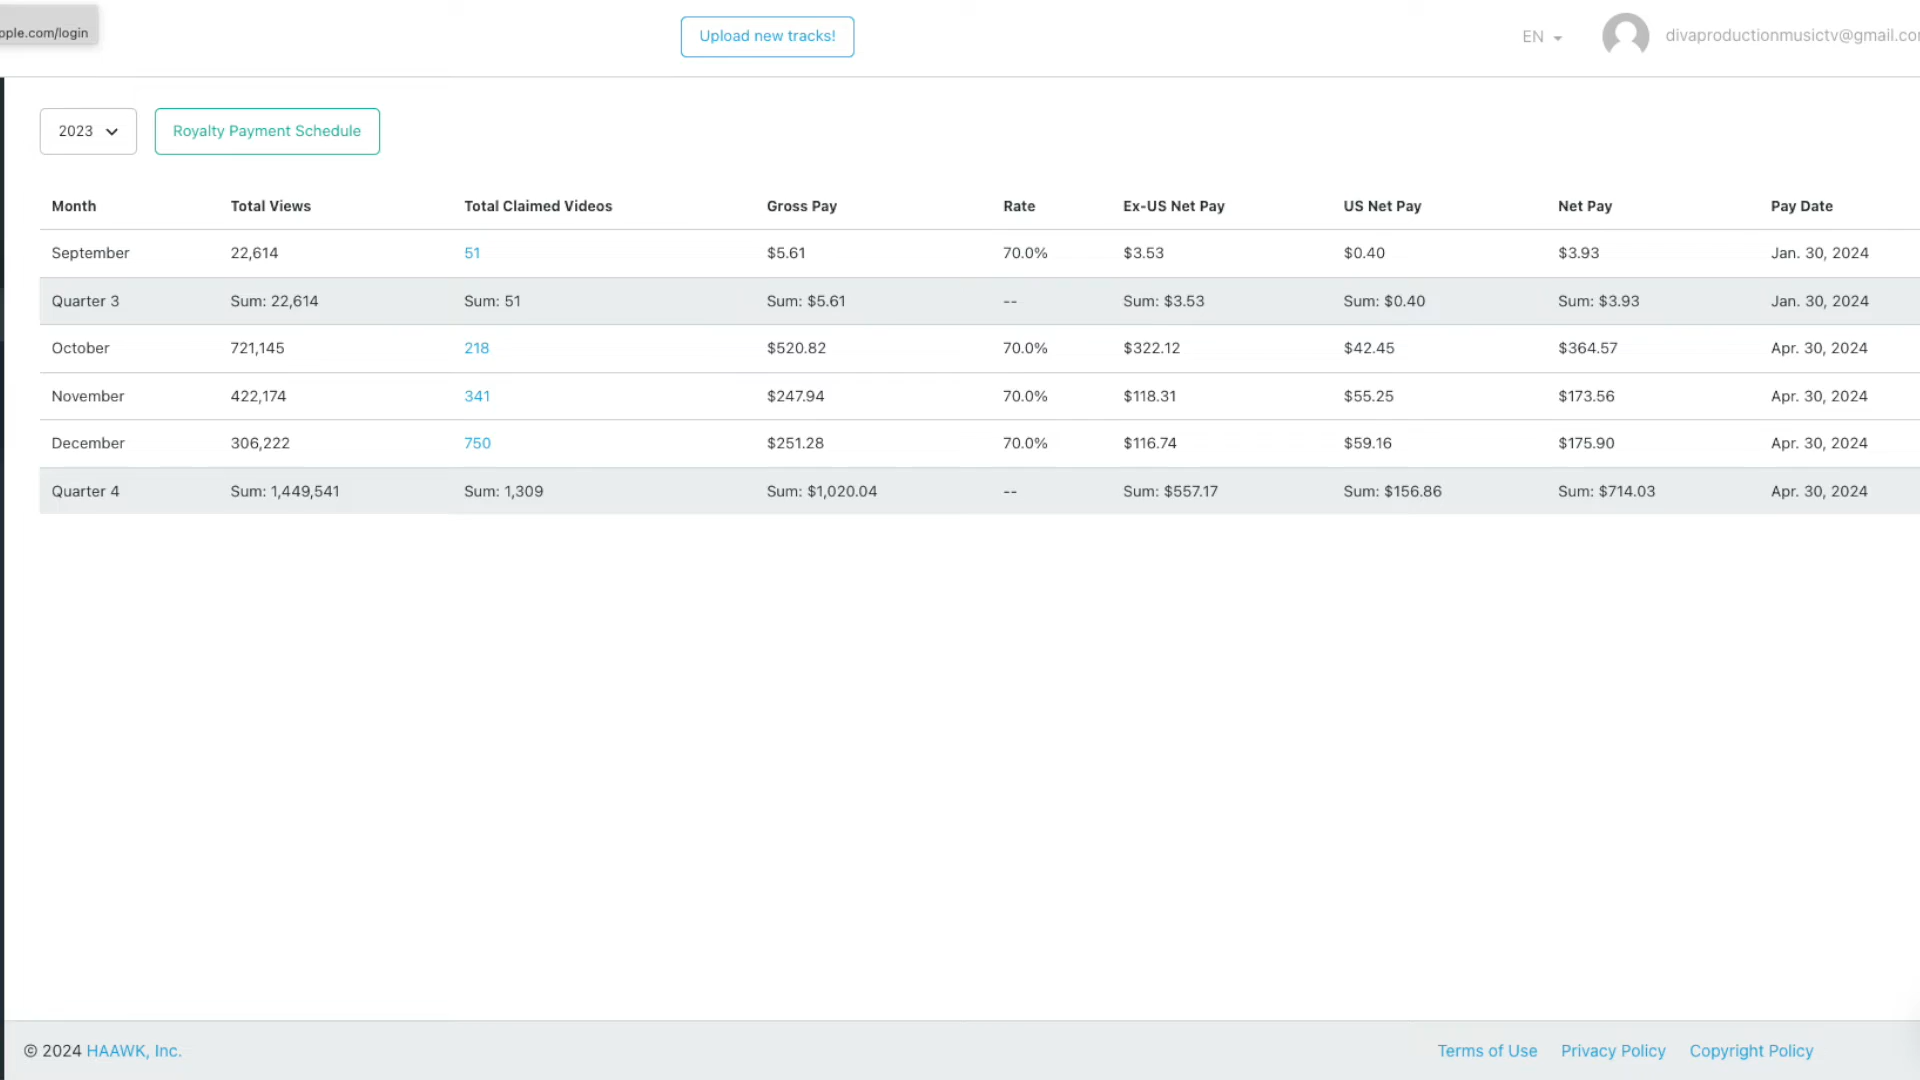 pple.com/login
Upload new tracks!
EN
divaproductionmusictv@gmail.co
2023
Royalty Payment Schedule
Month Total Views Total Claimed Videos Gross Pay Rate Ex-US Net Pay US Net Pay Net Pay Pay Date
September 22,614 51 $5.61 70.0% $3.53 $0.40 $3.93 Jan. 30, 2024
Quarter 3 Sum: 22,614 Sum: 51 Sum: $5.61 -- Sum: $3.53 Sum: $0.40 Sum: $3.93 Jan. 30, 2024
October 721,145 218 $520.82 70.0% $322.12 $42.45 $364.57 Apr. 30, 2024
November 422,174 341 $247.94 70.0% $118.31 $55.25 $173.56 Apr. 30, 2024
December 306,222 750 $251.28 70.0% $116.74 $59.16 $175.90 Apr. 30, 2024
Quarter 4 Sum: 1,449,541 Sum: 1,309 Sum: $1,020.04 -- Sum: $557.17 Sum: $156.86 Sum: $714.03 Apr. 30, 2024
© 2024 HAAWK, Inc.
Terms of Use Privacy Policy Copyright Policy